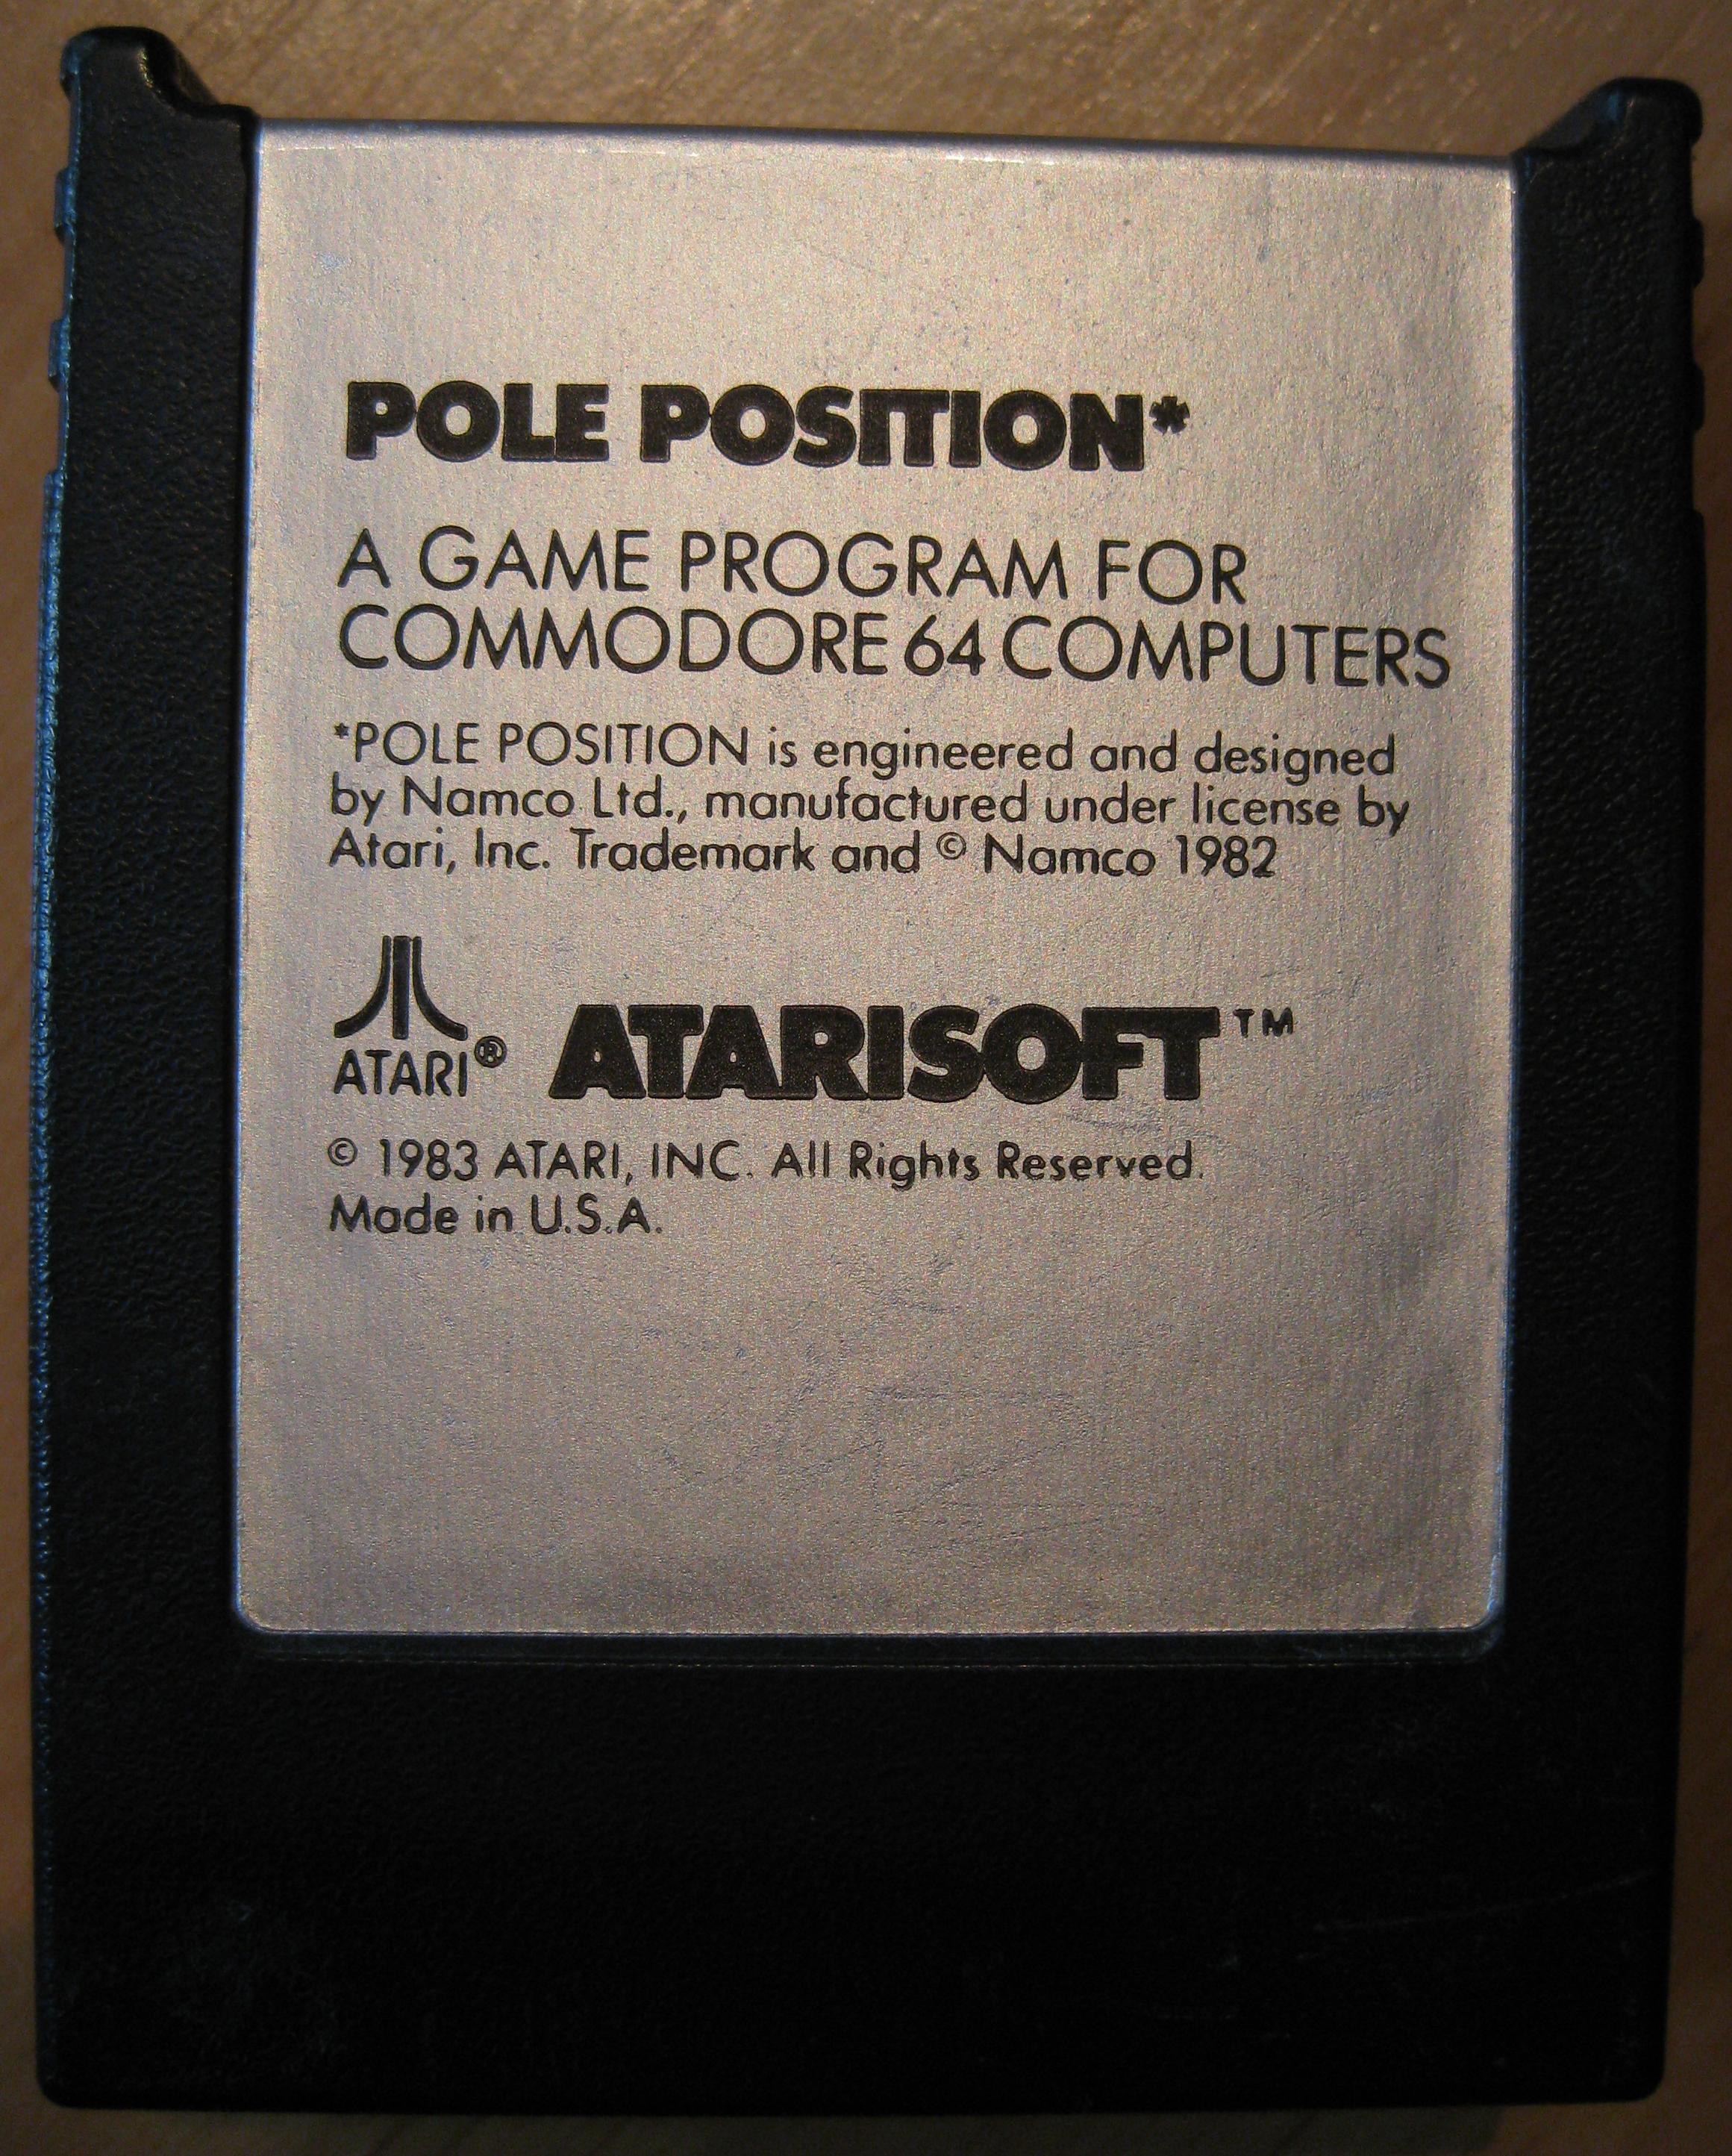 POLE POSITION*
A GAME PROGRAM FOR
COMMODORE 64 COMPUTERS
*POLE POSITION is engineered and designed
by Namco Ltd., manufactured under license by
Atari, Inc. Trademark and © Namco 1982
ATARI® ATARISOFT™
© 1983 ATARI, INC. All Rights Reserved.
Made in U.S.A.